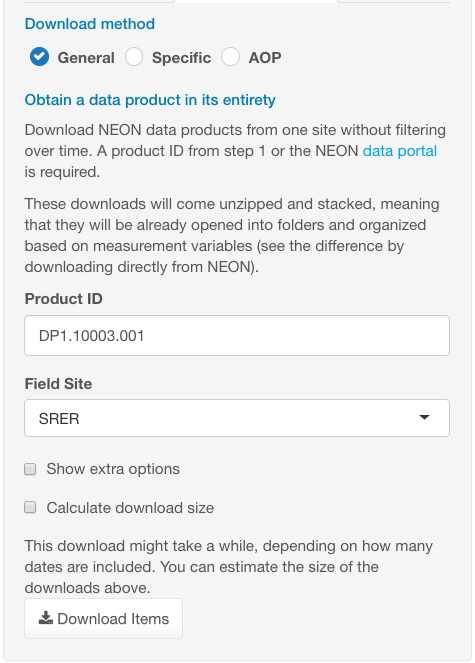 Download method
General Specific AOP
Obtain a data product in its entirety
Download NEON data products from one site without filtering
over time. A product ID from step 1 or the NEON data portal
is required.
These downloads will come unzipped and stacked, meaning
that they will be already opened into folders and organized
based on measurement variables (see the difference by
downloading directly from NEON).
Product ID
DP1.10003.001
Field Site
SRER
Show extra options
Calculate download size
This download might take a while, depending on how many
dates are included. You can estimate the size of the
downloads above.
Download Items